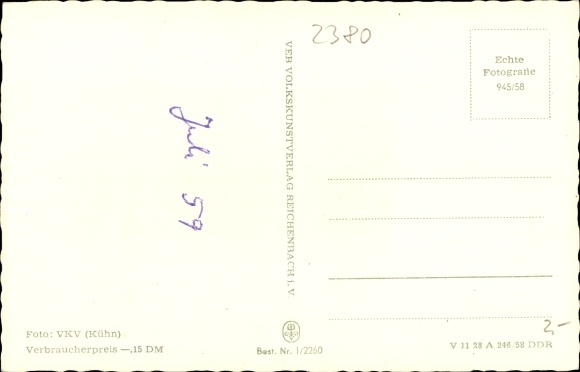 2380
Echte
Fotografie
945/58
VEB VOLKSKUNSTVERLAG REICHENBACH i. V.
Juli 59
Foto: VKV (Kühn)
Verbraucherpreis —,15 DM
Best. Nr. 1/2260
2,-
V 11 28 A 246/58 DDR